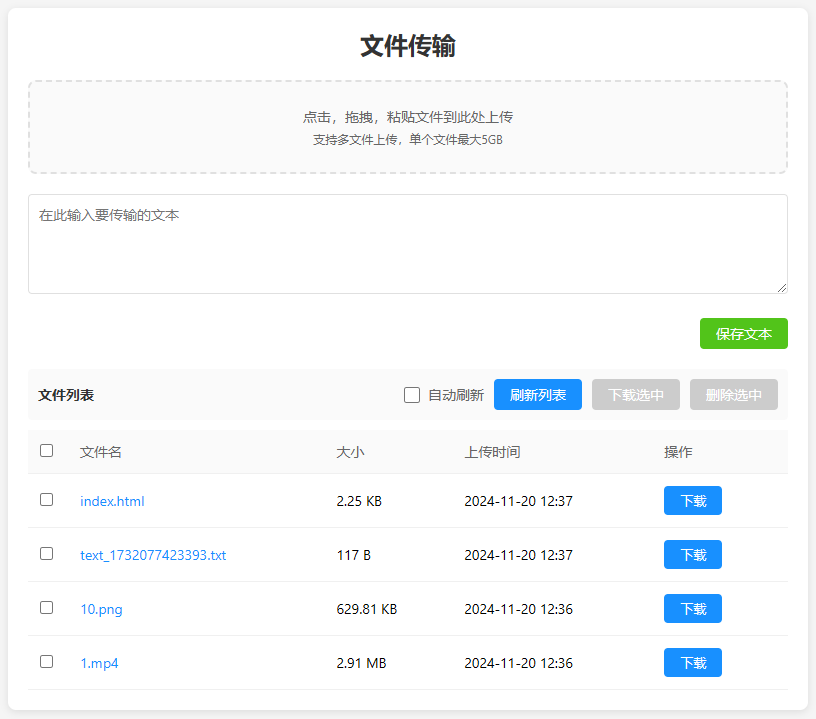 文件传输
点击，拖拽，粘贴文件到此处上传
支持多文件上传，单个文件最大5GB
在此输入要传输的文本
保存文本
文件列表 自动刷新 刷新列表 下载选中 删除选中
文件名 大小 上传时间 操作
index.html 2.25 KB 2024-11-20 12:37 下载
text_1732077423393.txt 117 B 2024-11-20 12:37 下载
10.png 629.81 KB 2024-11-20 12:36 下载
1.mp4 2.91 MB 2024-11-20 12:36 下载